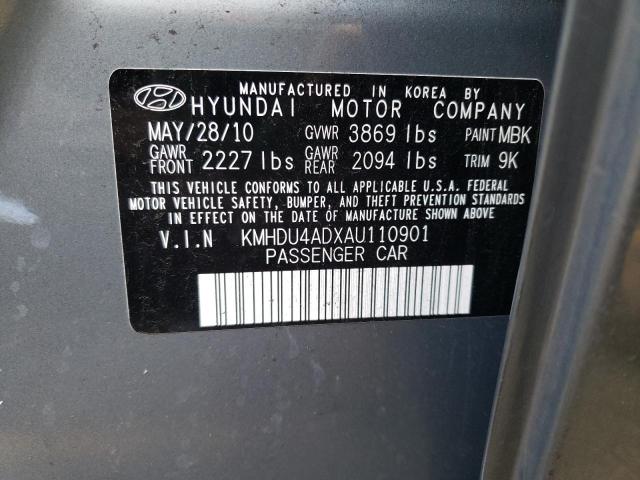 MANUFACTURED IN KOREA BY
HYUNDAI MOTOR COMPANY
MAY/28/10 GVWR 3869 lbs PAINT MBK
GAWR FRONT 2227 lbs GAWR REAR 2094 lbs TRIM 9K
THIS VEHICLE CONFORMS TO ALL APPLICABLE U.S.A. FEDERAL
MOTOR VEHICLE SAFETY, BUMPER, AND THEFT PREVENTION STANDARDS
IN EFFECT ON THE DATE OF MANUFACTURE SHOWN ABOVE
V.I.N KMHDU4ADXAU110901
PASSENGER CAR